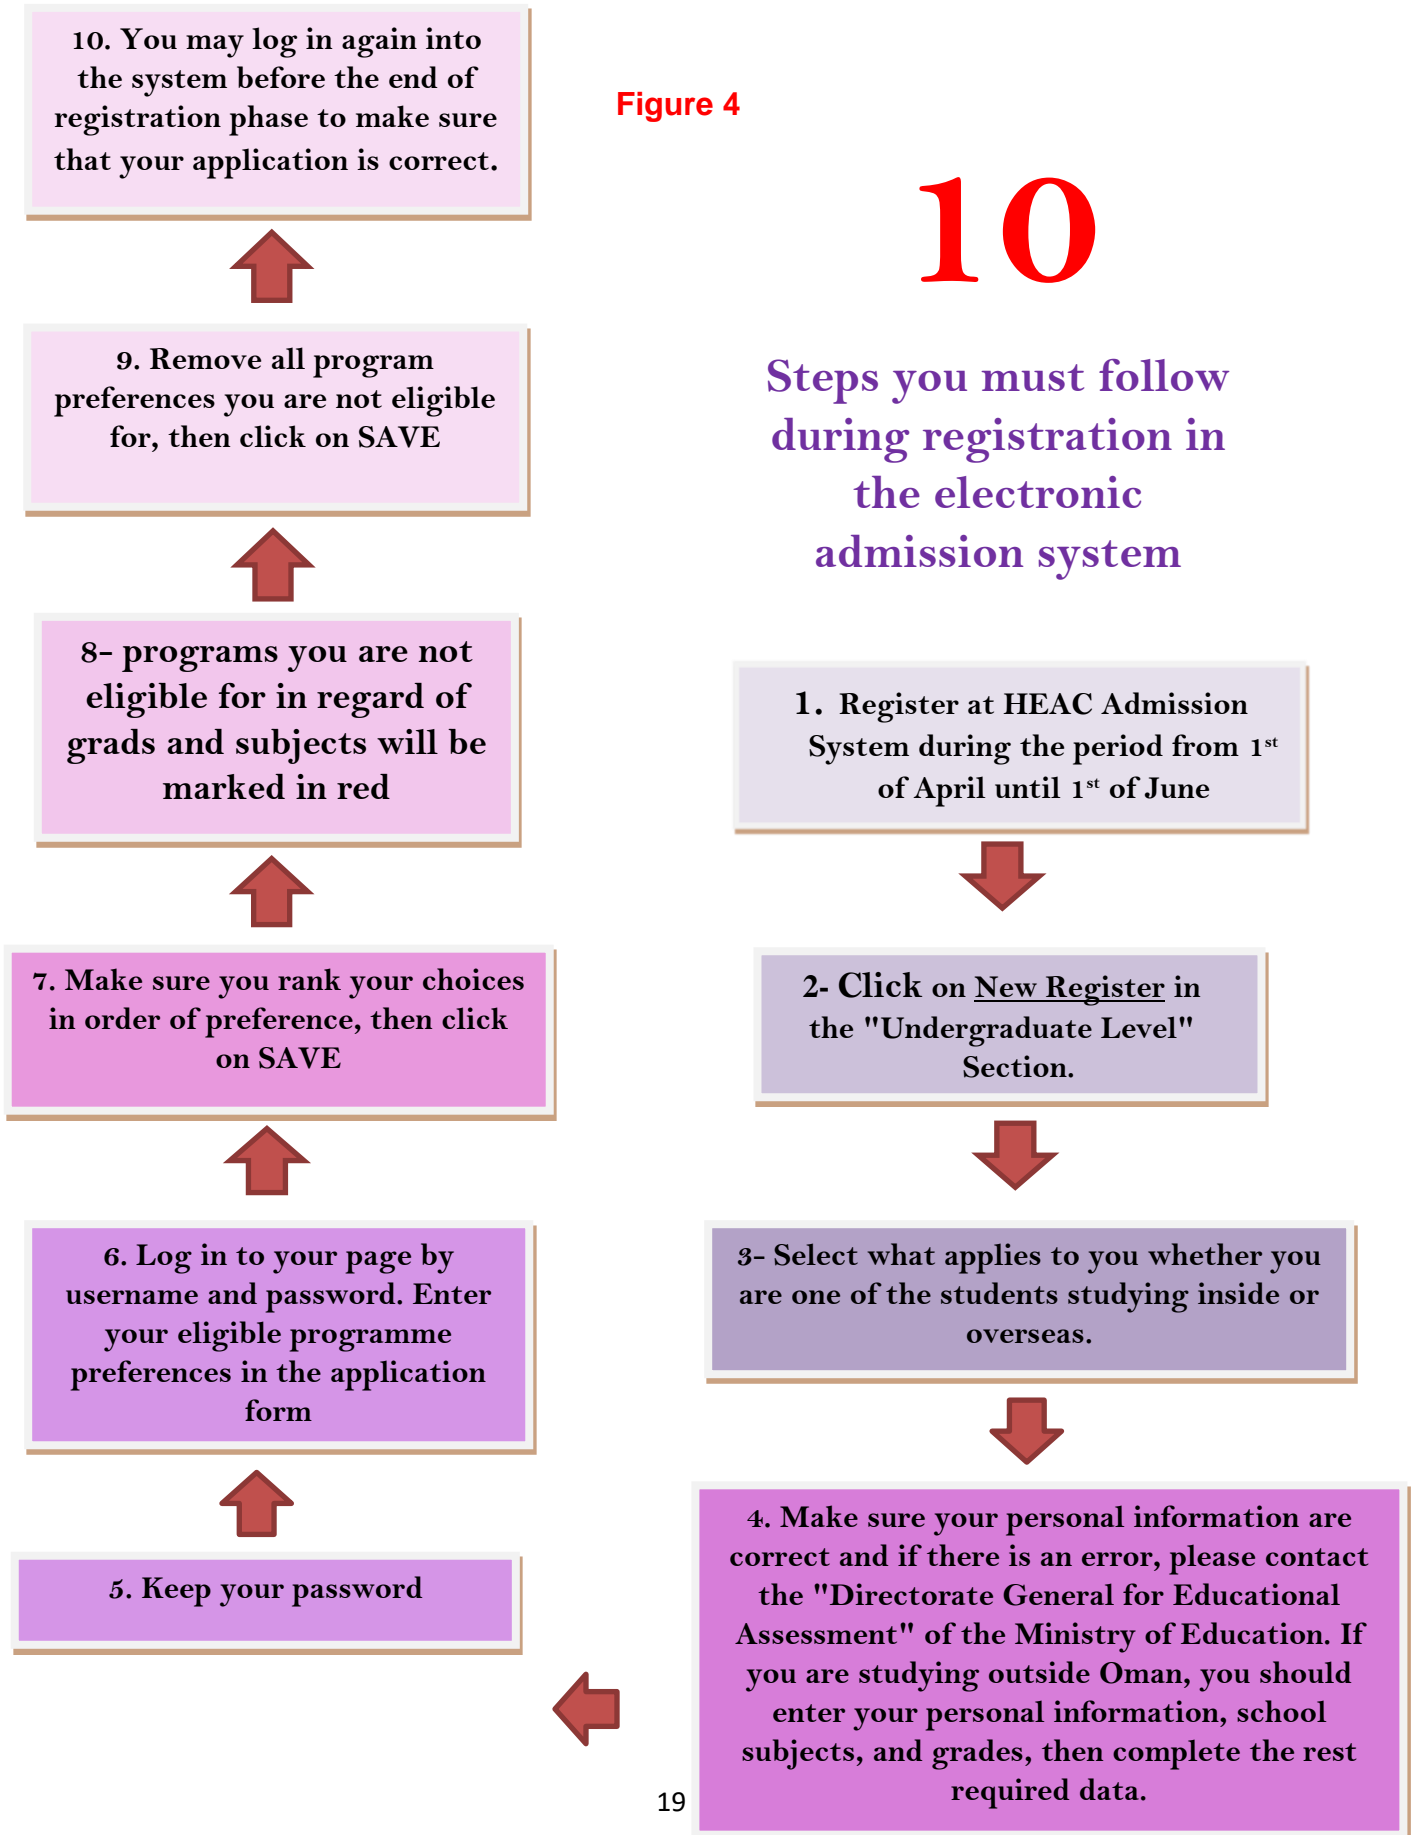 Figure 4
10
Steps you must follow
during registration in
the electronic
admission system
1. Register at HEAC Admission
System during the period from 1st
of April until 1st of June
2- Click on New Register in
the "Undergraduate Level"
Section.
3- Select what applies to you whether you
are one of the students studying inside or
overseas.
4. Make sure your personal information are
correct and if there is an error, please contact
the "Directorate General for Educational
Assessment" of the Ministry of Education. If
you are studying outside Oman, you should
enter your personal information, school
subjects, and grades, then complete the rest
required data.
5. Keep your password
6. Log in to your page by
username and password. Enter
your eligible programme
preferences in the application
form
7. Make sure you rank your choices
in order of preference, then click
on SAVE
8- programs you are not
eligible for in regard of
grads and subjects will be
marked in red
9. Remove all program
preferences you are not eligible
for, then click on SAVE
10. You may log in again into
the system before the end of
registration phase to make sure
that your application is correct.
19